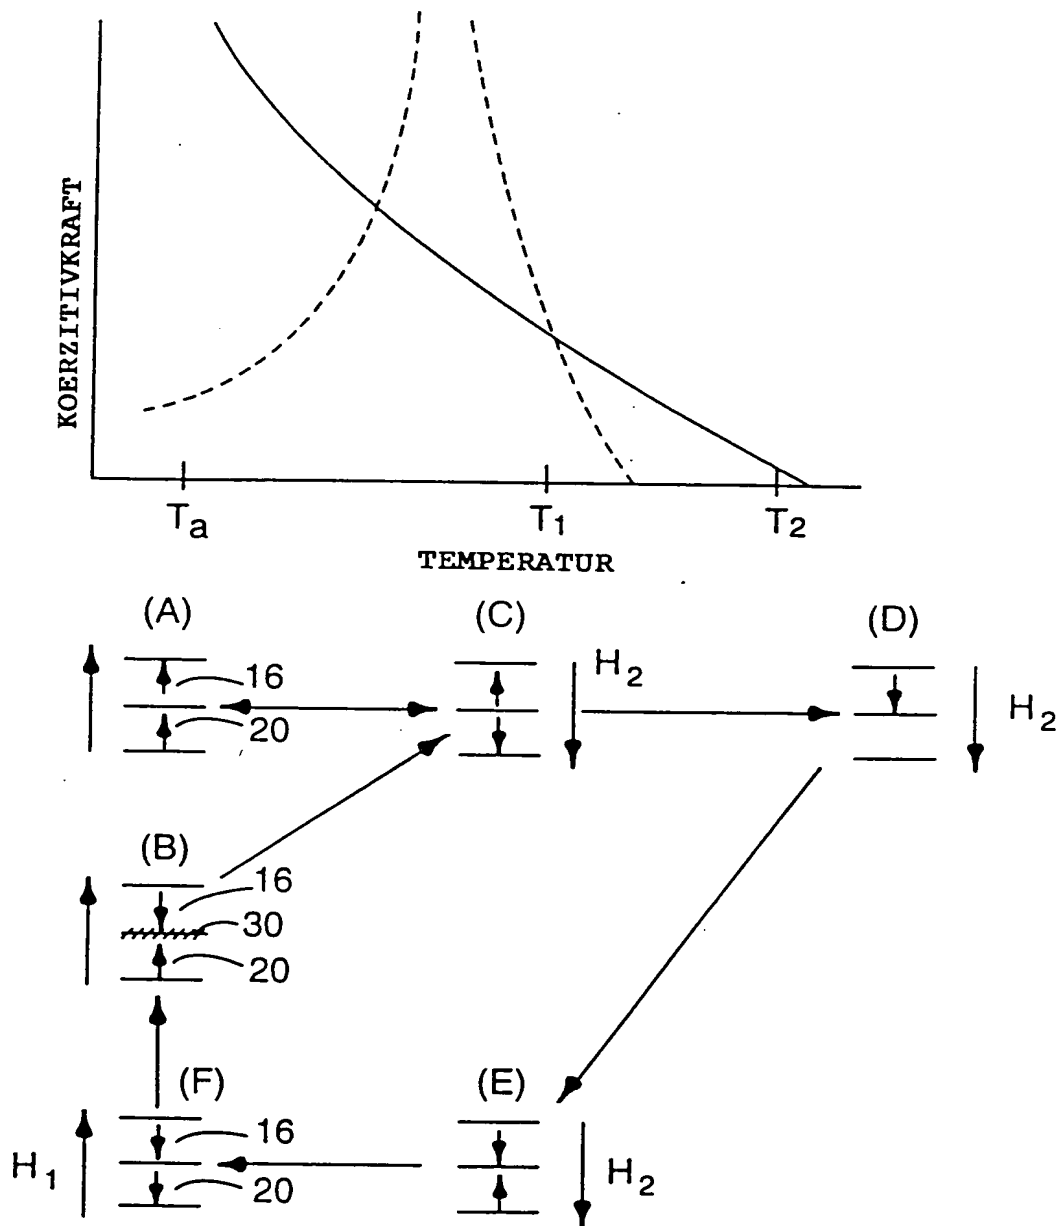 KOERZITIVKRAFT
Ta
T1
T2
TEMPERATUR
(A)
(C)
(D)
16
20
H2
H2
(B)
16
30
20
(F)
(E)
H1
16
20
H2